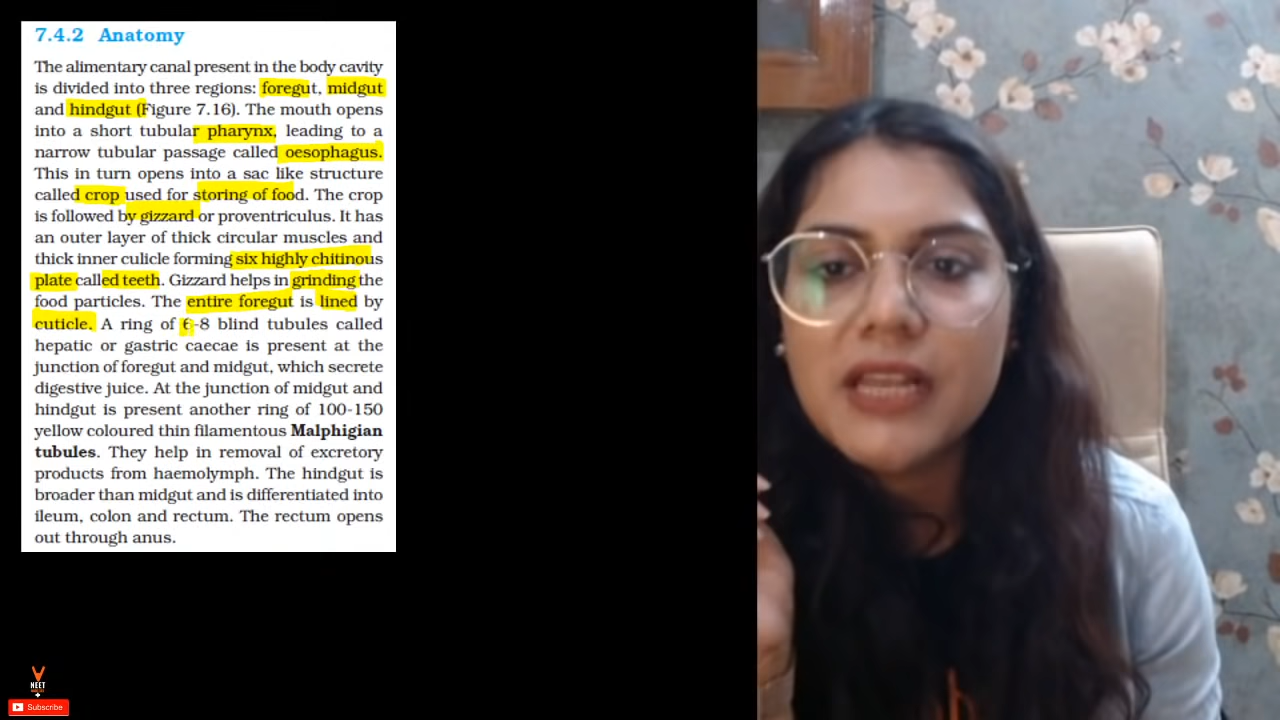 7.4.2 Anatomy
The alimentary canal present in the body cavity
is divided into three regions: foregut, midgut
and hindgut (Figure 7.16). The mouth opens
into a short tubular pharynx, leading to a
narrow tubular passage called oesophagus.
This in turn opens into a sac like structure
called crop used for storing of food. The crop
is followed by gizzard or proventriculus. It has
an outer layer of thick circular muscles and
thick inner culicle forming six highly chitinous
plate called teeth. Gizzard helps in grinding the
food particles. The entire foregut is lined by
cuticle. A ring of 6-8 blind tubules called
hepatic or gastric caecae is present at the
junction of foregut and midgut, which secrete
digestive juice. At the junction of midgut and
hindgut is present another ring of 100-150
yellow coloured thin filamentous Malphigian
tubules. They help in removal of excretory
products from haemolymph. The hindgut is
broader than midgut and is differentiated into
ileum, colon and rectum. The rectum opens
out through anus.
NEET
Subscribe